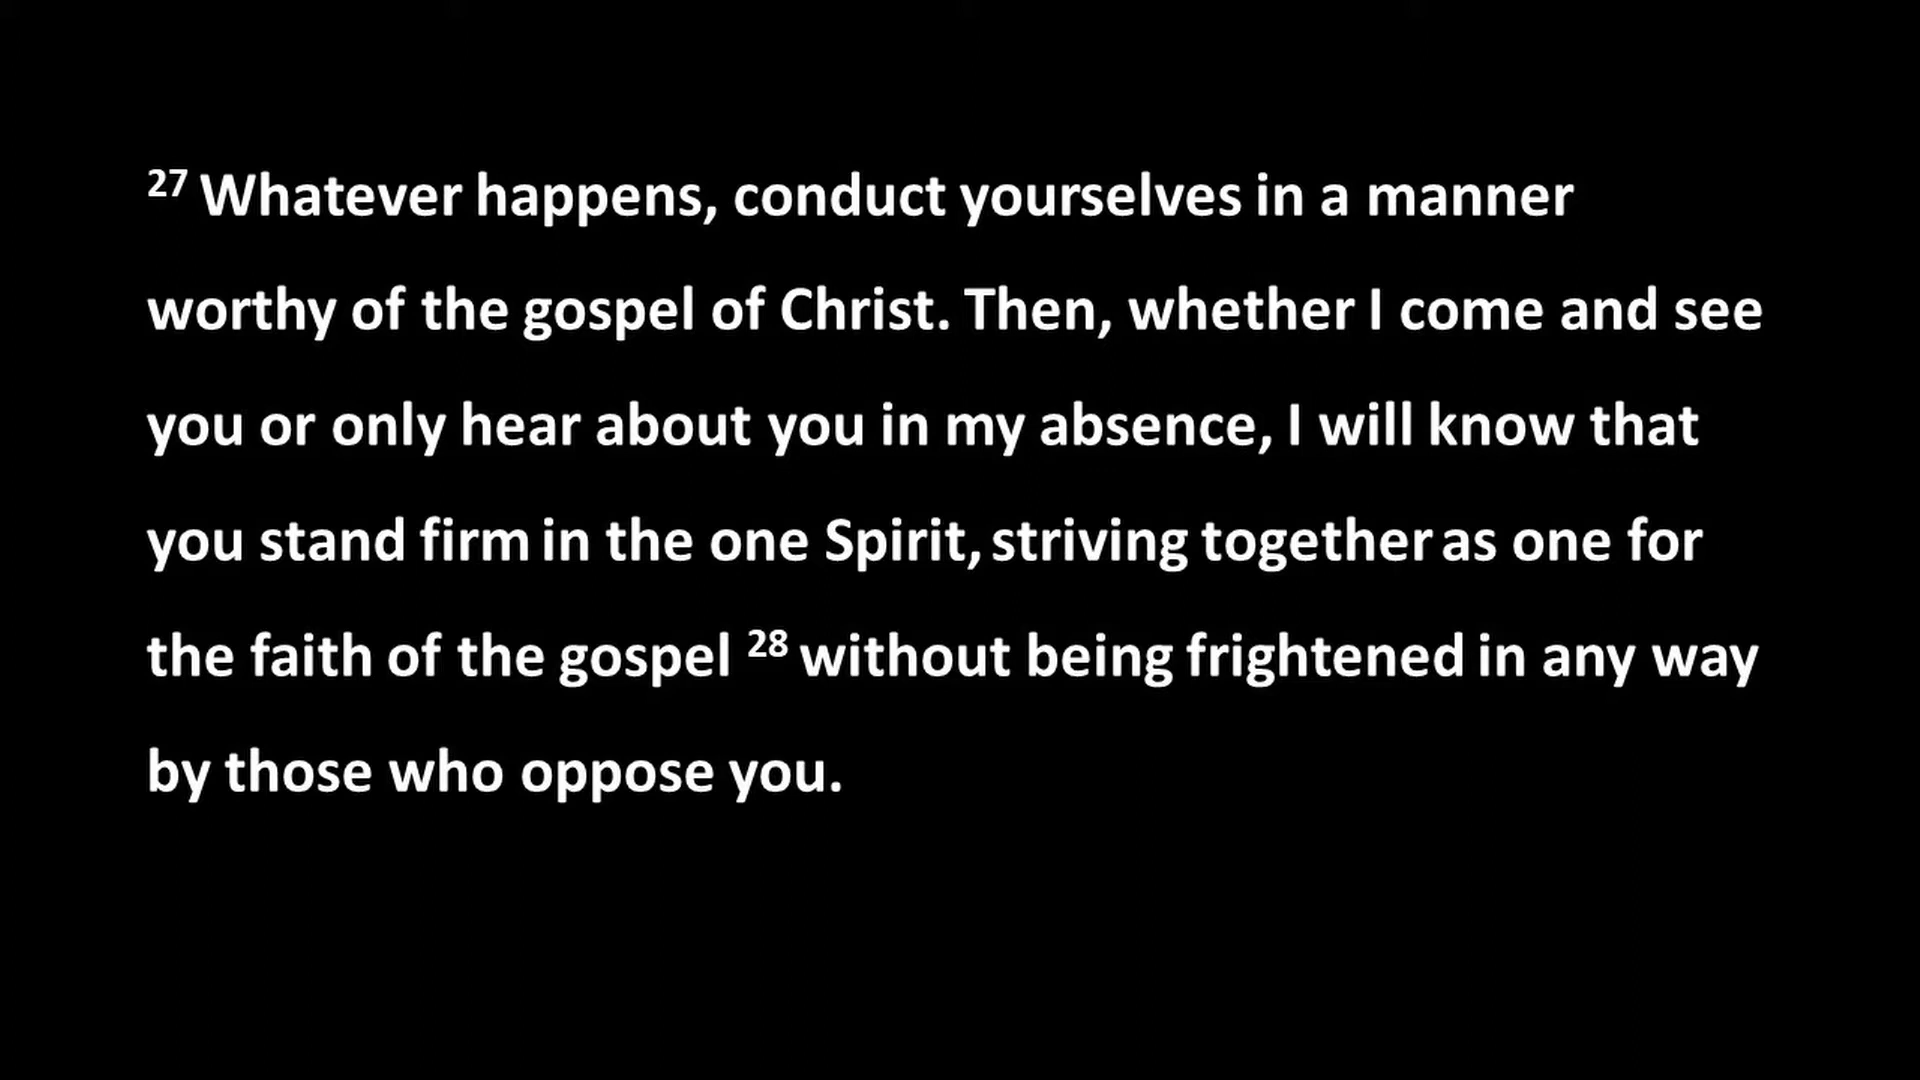 27 Whatever happens, conduct yourselves in a manner
worthy of the gospel of Christ. Then, whether I come and see
you or only hear about you in my absence, I will know that
you stand firm in the one Spirit, striving together as one for
the faith of the gospel 28 without being frightened in any way
by those who oppose you.